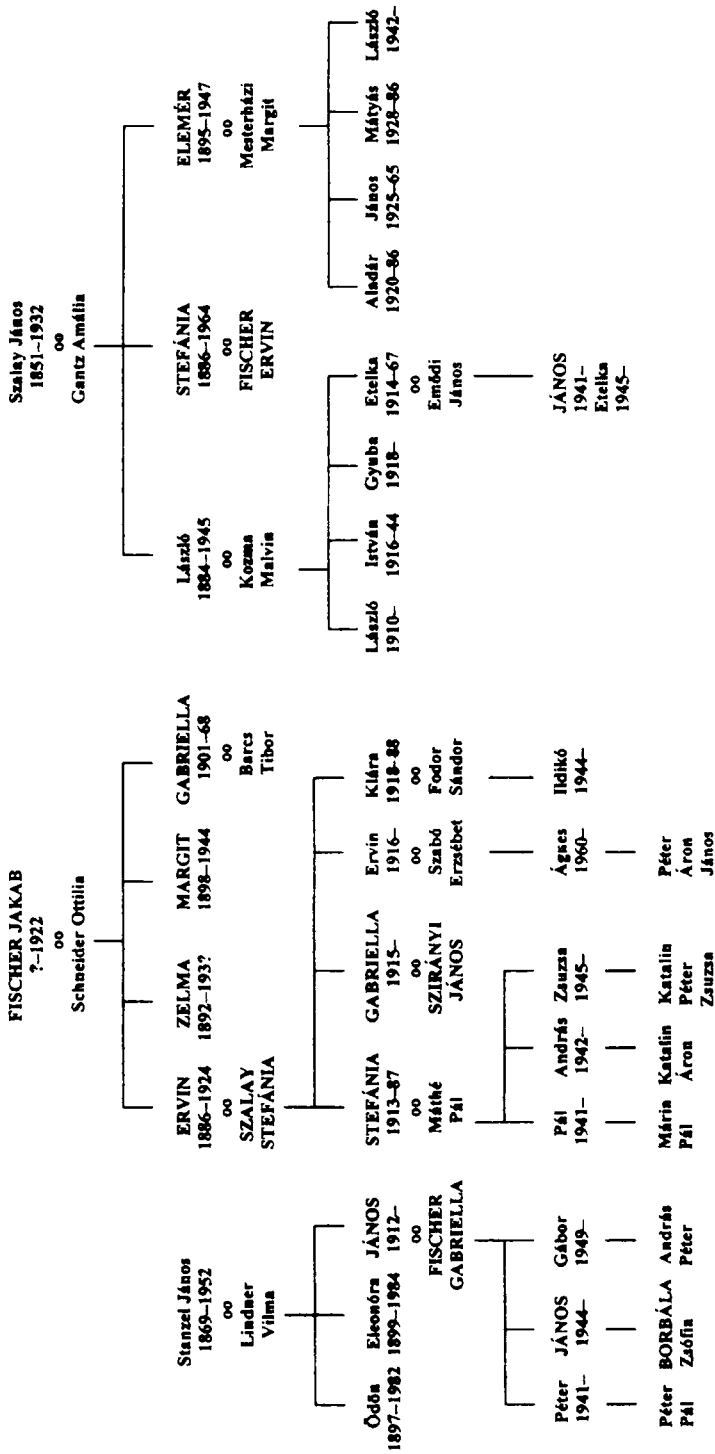 Stanzel János
1869–1952
oo
Lindner
Vilma
Ödön
1897–1982
Eleonóra
1899–1984
JÁNOS
1912–
oo
FISCHER
GABRIELLA
Péter
1941–
JÁNOS
1944–
Gábor
1949–
Péter
Pál
BORBÁLA
Zsófia
András
Péter
FISCHER JAKAB
?–1922
oo
Schneider Ottilia
ERVIN
1886–1924
oo
SZALAY
STEFÁNIA
ZELMA
1892–193?
MARGIT
1898–1944
GABRIELLA
1901–68
oo
Barcs
Tibor
STEFÁNIA
1913–87
oo
Máthé
Pál
GABRIELLA
1915–
oo
SZIRÁNYI
JÁNOS
Ervin
1916–
oo
Szabó
Erzsébet
Klára
1918–88
oo
Fodor
Sándor
Pál
1941–
András
1942–
Zsuzsa
1945–
Ágnes
1960–
Ildikó
1944–
Mária
Pál
Katalin
Áron
Katalin
Péter
Zsuzsa
Péter
Áron
János
Szalay János
1851–1932
oo
Gantz Amália
László
1884–1945
oo
Kozma
Malvin
STEFÁNIA
1886–1964
oo
FISCHER
ERVIN
ELEMÉR
1895–1947
oo
Mesterházi
Margit
László
1910–
István
1916–44
Gyuba
1918–
Etelka
1914–67
oo
Emődi
János
Aladár
1920–86
János
1925–65
Mátyás
1928–86
László
1942–
JÁNOS
1941–
Etelka
1945–